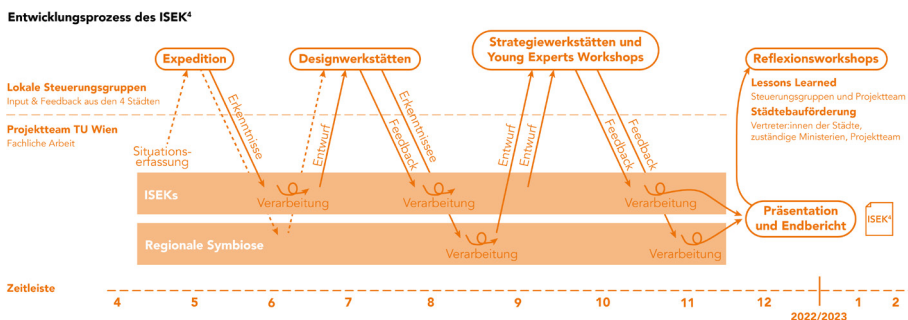 Entwicklungsprozess des ISEK⁴
Expedition
Designwerkstätten
Strategiewerkstätten und
Young Experts Workshops
Reflexionsworkshops
Lokale Steuerungsgruppen
Input & Feedback aus den 4 Städten
Lessons Learned
Steuerungsgruppen und Projektteam
Städtebauförderung
Vertreter:innen der Städte,
zuständige Ministerien, Projektteam
Projektteam TU Wien
Fachliche Arbeit
Situations-
erfassung
Erkenntnisse
Entwurf
Feedback
Erkenntnissee
Entwurf
Entwurf
Feedback
Feedback
ISEKs
Verarbeitung
Verarbeitung
Verarbeitung
Präsentation
und Endbericht
ISEK⁴
Regionale Symbiose
Verarbeitung
Verarbeitung
Zeitleiste
4 5 6 7 8 9 10 11 12 1 2
2022/2023